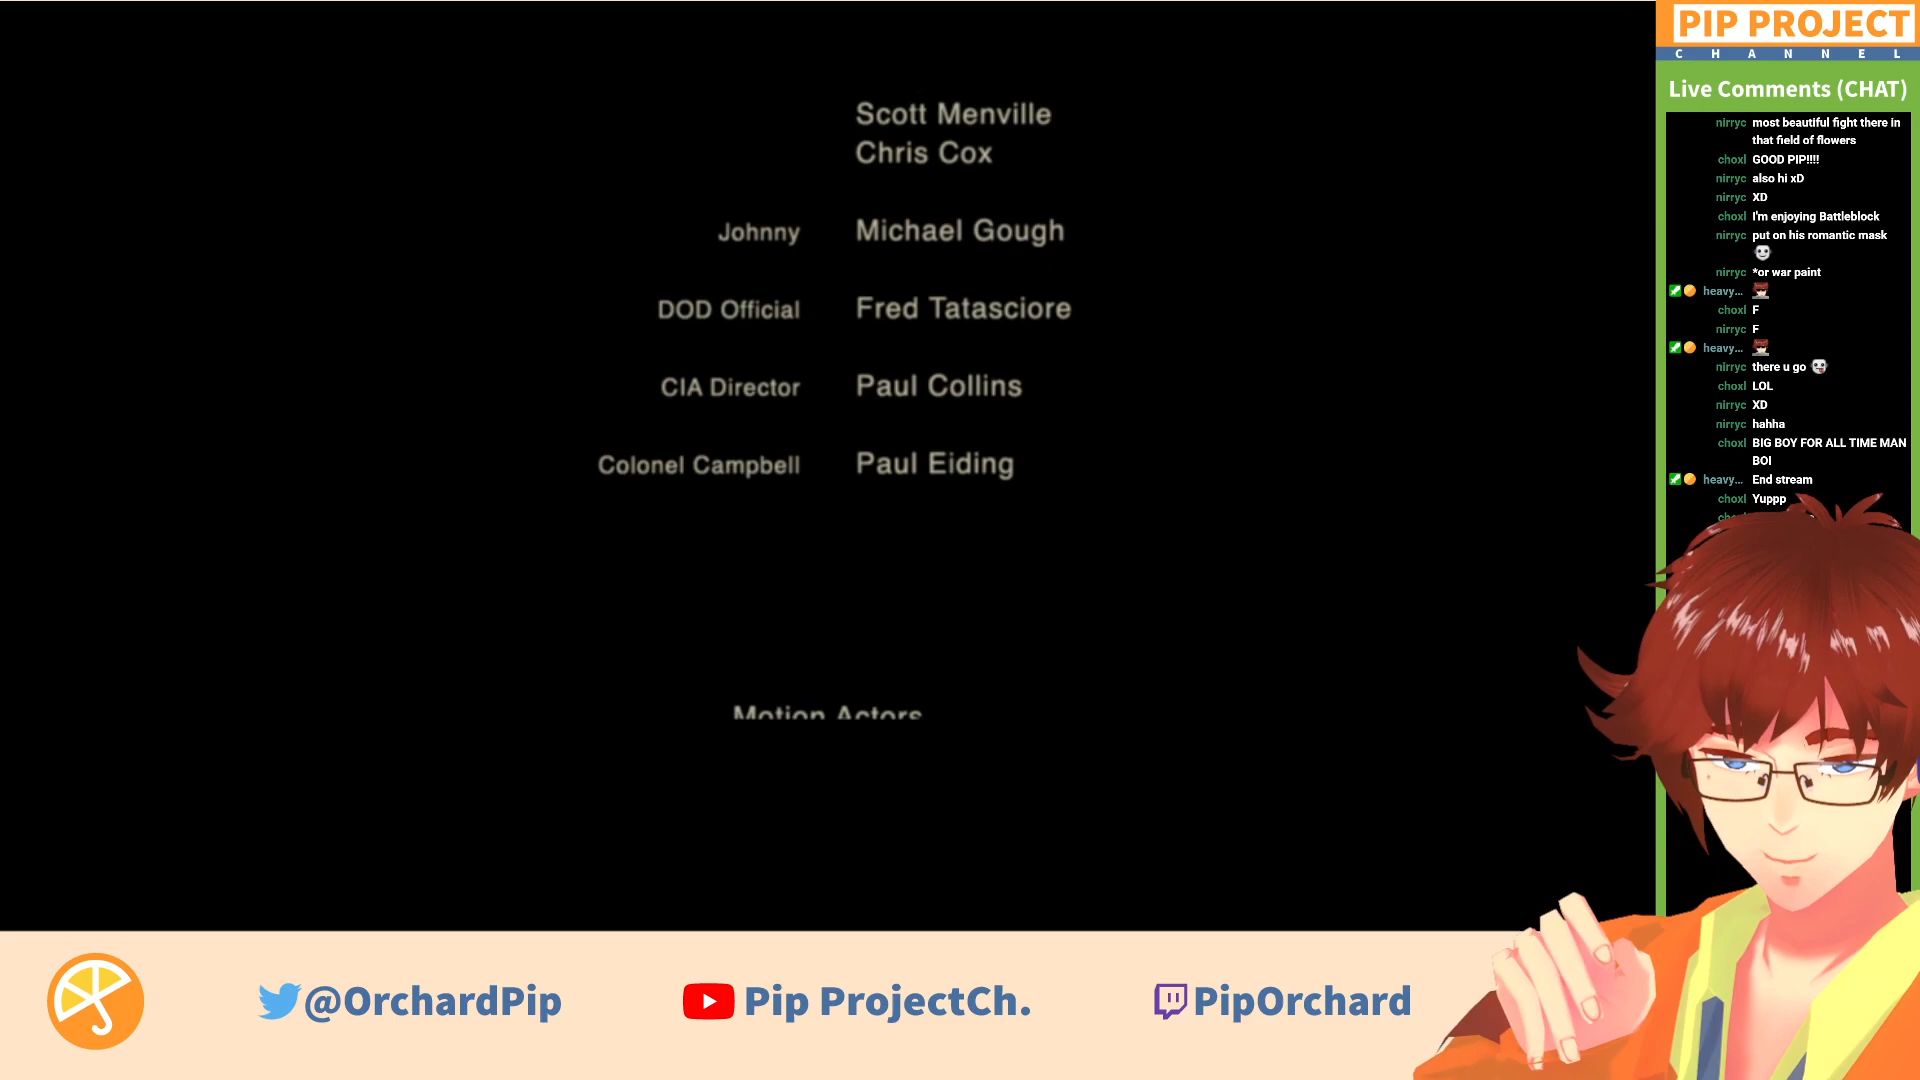 Scott Menville
Chris Cox
Johnny Michael Gough
DOD Official Fred Tatasciore
CIA Director Paul Collins
Colonel Campbell Paul Eiding
Motion Actors
PIP PROJECT
CHANNEL
Live Comments (CHAT)
nirryc most beautiful fight there in
that field of flowers
choxl GOOD PIP!!!!
nirryc also hi xD
nirryc XD
choxl I'm enjoying Battleblock
nirryc put on his romantic mask
nirryc *or war paint
heavy...
choxl F
nirryc F
heavy...
nirryc there u go
choxl LOL
nirryc XD
nirryc hahha
choxl BIG BOY FOR ALL TIME MAN
BOI
heavy... End stream
choxl Yuppp
@OrchardPip
Pip ProjectCh.
PipOrchard